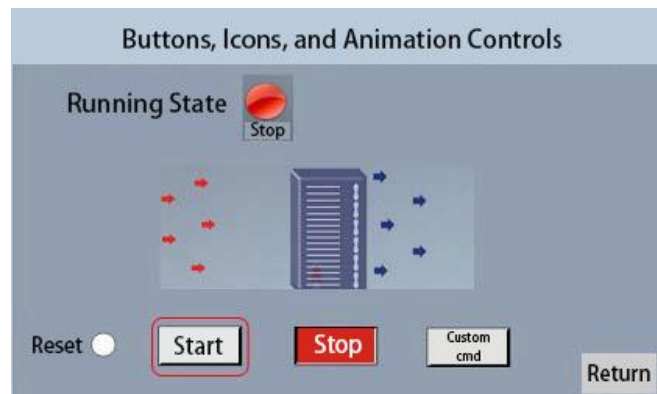 Buttons, Icons, and Animation Controls
Running State
Stop
Reset
Start
Stop
Custom
cmd
Return